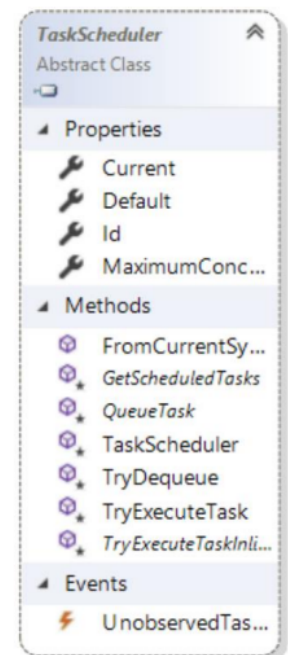 TaskScheduler
Abstract Class
Properties
Current
Default
Id
MaximumConc...
Methods
FromCurrentSy...
GetScheduledTasks
QueueTask
TaskScheduler
TryDequeue
TryExecuteTask
TryExecuteTaskInli...
Events
UnobservedTas...